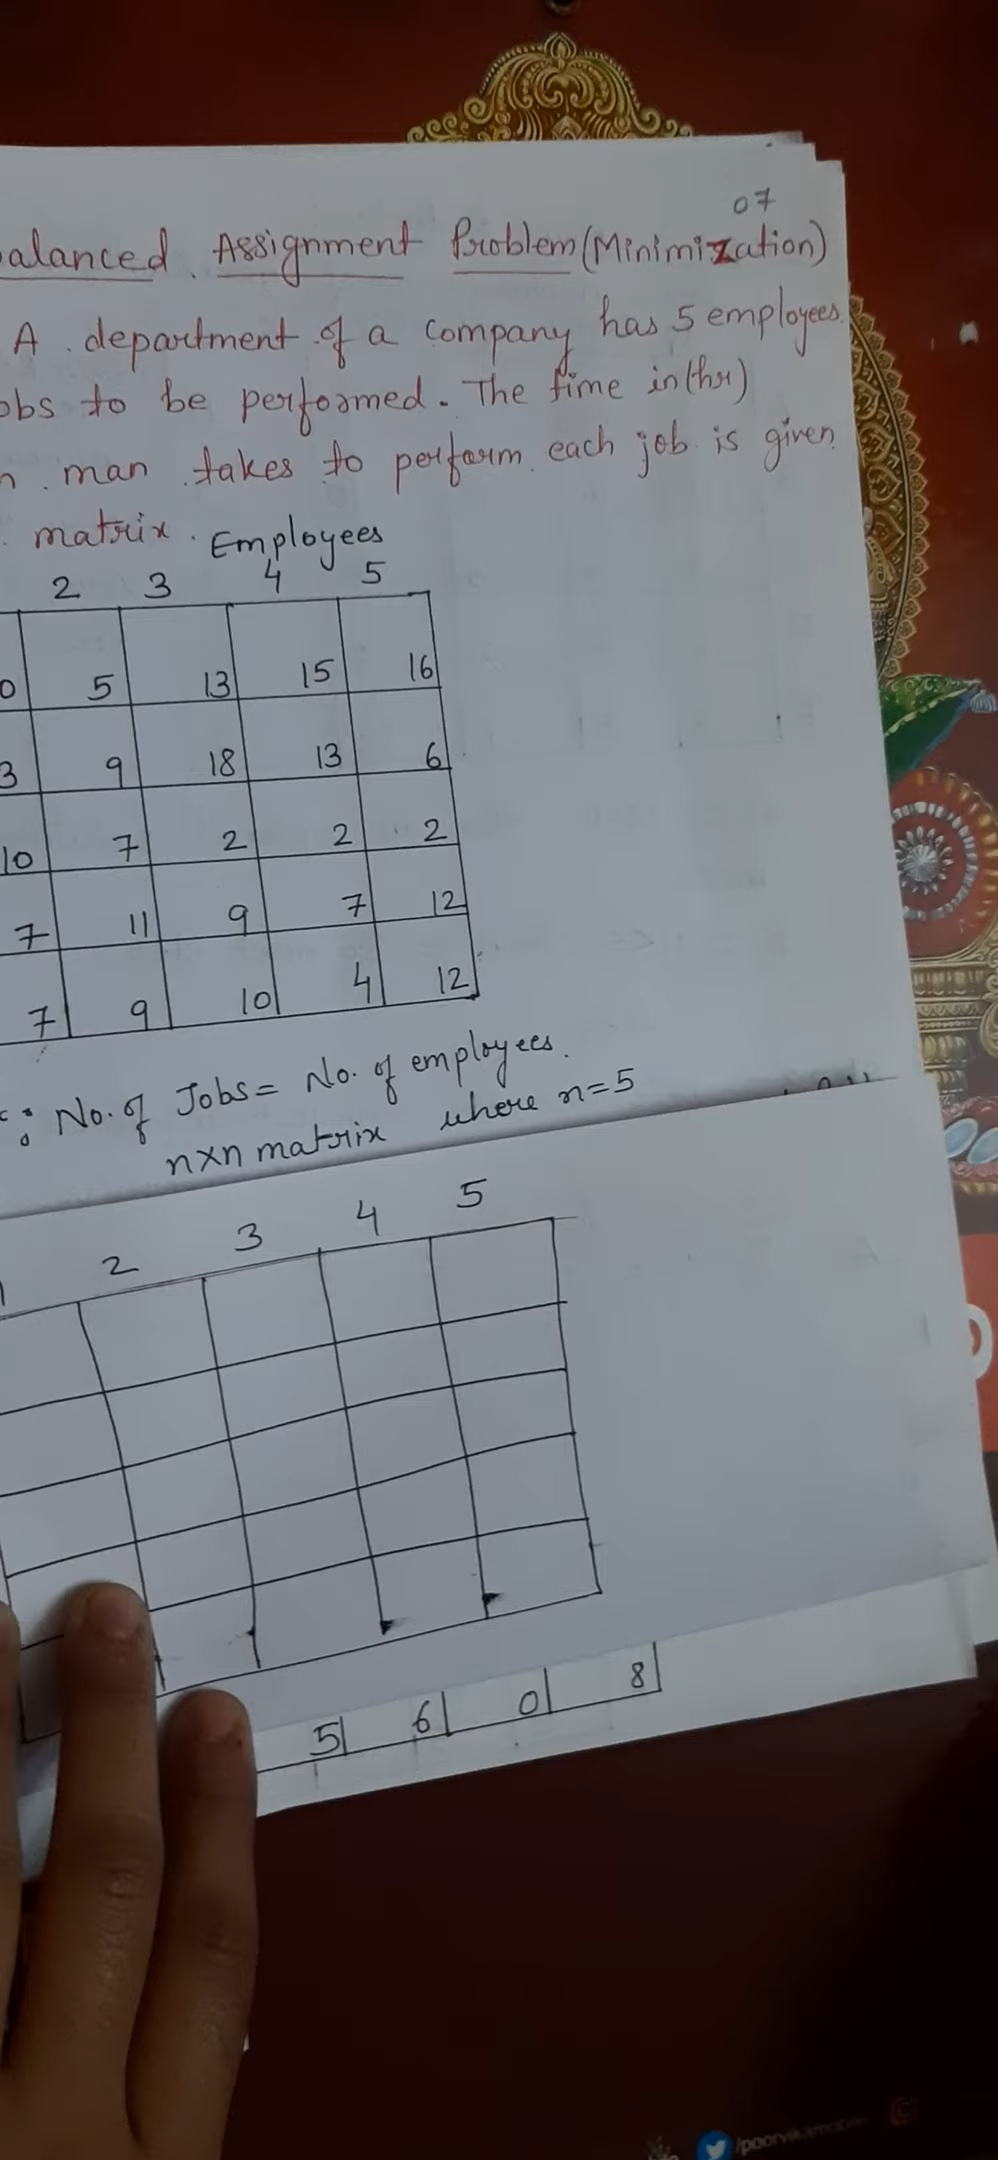 07
alanced Assignment Problem (Minimization)
A department of a company has 5 employees
obs to be performed. The time in (hr)
man takes to perform each job is given
matrix. Employees
2 3 4 5
0 5 13 15 16
3 9 18 13 6
10 7 2 2 2
7 11 9 7 12
7 9 10 4 12
∵ No. of Jobs = No. of employees.
n×n matrix where n=5
1 2 3 4 5
5 6 0 8